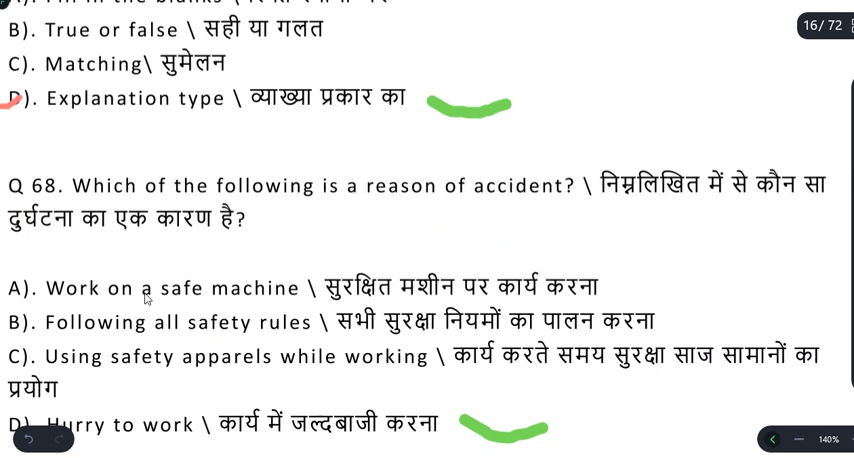 B). True or false \ सही या गलत
16/ 72
C). Matching\ सुमेलन
D). Explanation type \ व्याख्या प्रकार का
Q 68. Which of the following is a reason of accident? \ निम्नलिखित में से कौन सा
दुर्घटना का एक कारण है?
A). Work on a safe machine \ सुरक्षित मशीन पर कार्य करना
B). Following all safety rules \ सभी सुरक्षा नियमों का पालन करना
C). Using safety apparels while working \ कार्य करते समय सुरक्षा साज सामानों का
प्रयोग
D). Hurry to work \ कार्य में जल्दबाजी करना
140%